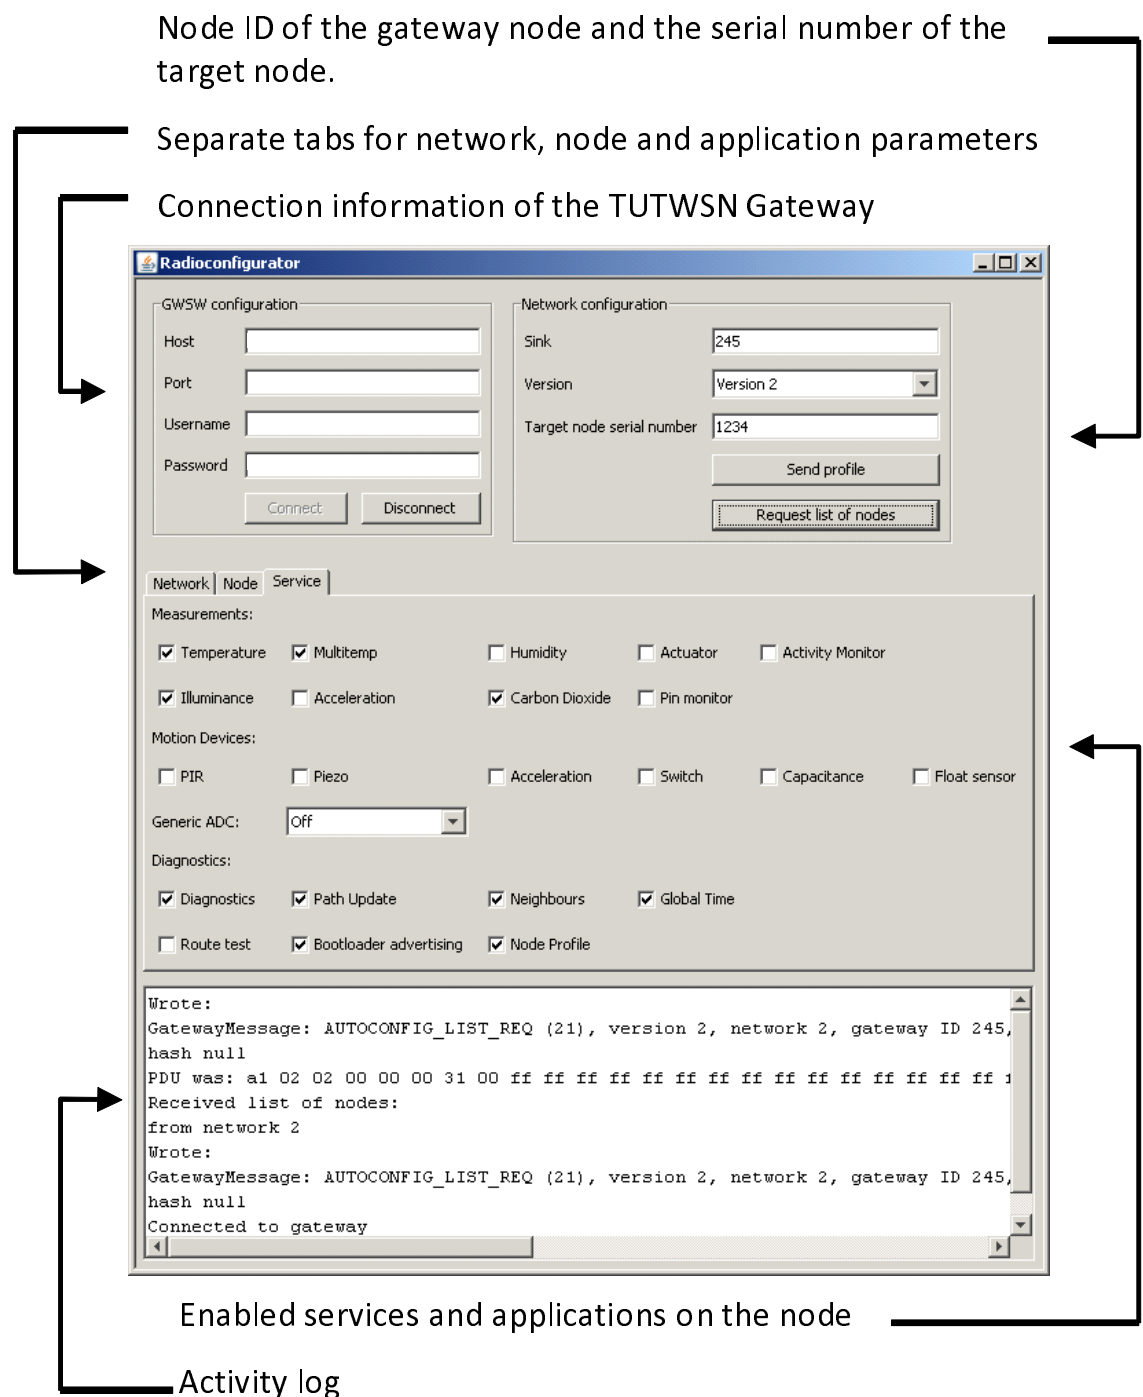 Node ID of the gateway node and the serial number of the
target node.
Separate tabs for network, node and application parameters
Connection information of the TUTWSN Gateway
Radioconfigurator
GWSW configuration
Host
Port
Username
Password
Connect Disconnect
Network configuration
Sink 245
Version Version 2
Target node serial number 1234
Send profile
Request list of nodes
Network Node Service
Measurements:
Temperature Multitemp Humidity Actuator Activity Monitor
Illuminance Acceleration Carbon Dioxide Pin monitor
Motion Devices:
PIR Piezo Acceleration Switch Capacitance Float sensor
Generic ADC: Off
Diagnostics:
Diagnostics Path Update Neighbours Global Time
Route test Bootloader advertising Node Profile
Wrote:
GatewayMessage: AUTOCONFIG_LIST_REQ (21), version 2, network 2, gateway ID 245,
hash null
PDU was: a1 02 02 00 00 00 31 00 ff ff ff ff ff ff ff ff ff ff ff ff ff ff ff
Received list of nodes:
from network 2
Wrote:
GatewayMessage: AUTOCONFIG_LIST_REQ (21), version 2, network 2, gateway ID 245,
hash null
Connected to gateway
Enabled services and applications on the node
Activity log